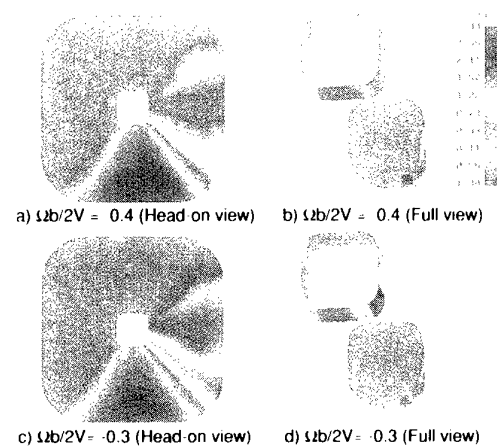 a) Ωb/2V = 0.4 (Head-on view)
b) Ωb/2V = 0.4 (Full view)
c) Ωb/2V = -0.3 (Head-on view)
d) Ωb/2V = -0.3 (Full view)